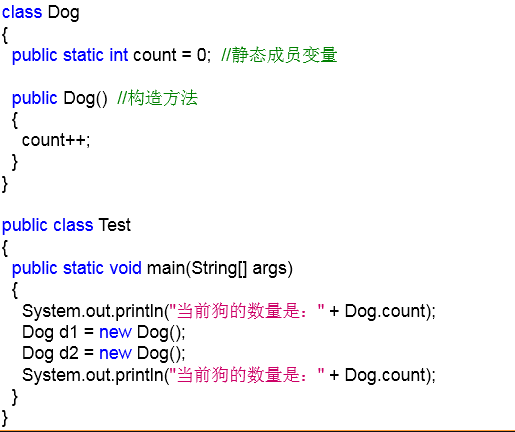 class Dog
{
public static int count = 0; //静态成员变量
public Dog() //构造方法
{
count++;
}
}
public class Test
{
public static void main(String[] args)
{
System.out.println("当前狗的数量是：" + Dog.count);
Dog d1 = new Dog();
Dog d2 = new Dog();
System.out.println("当前狗的数量是：" + Dog.count);
}
}